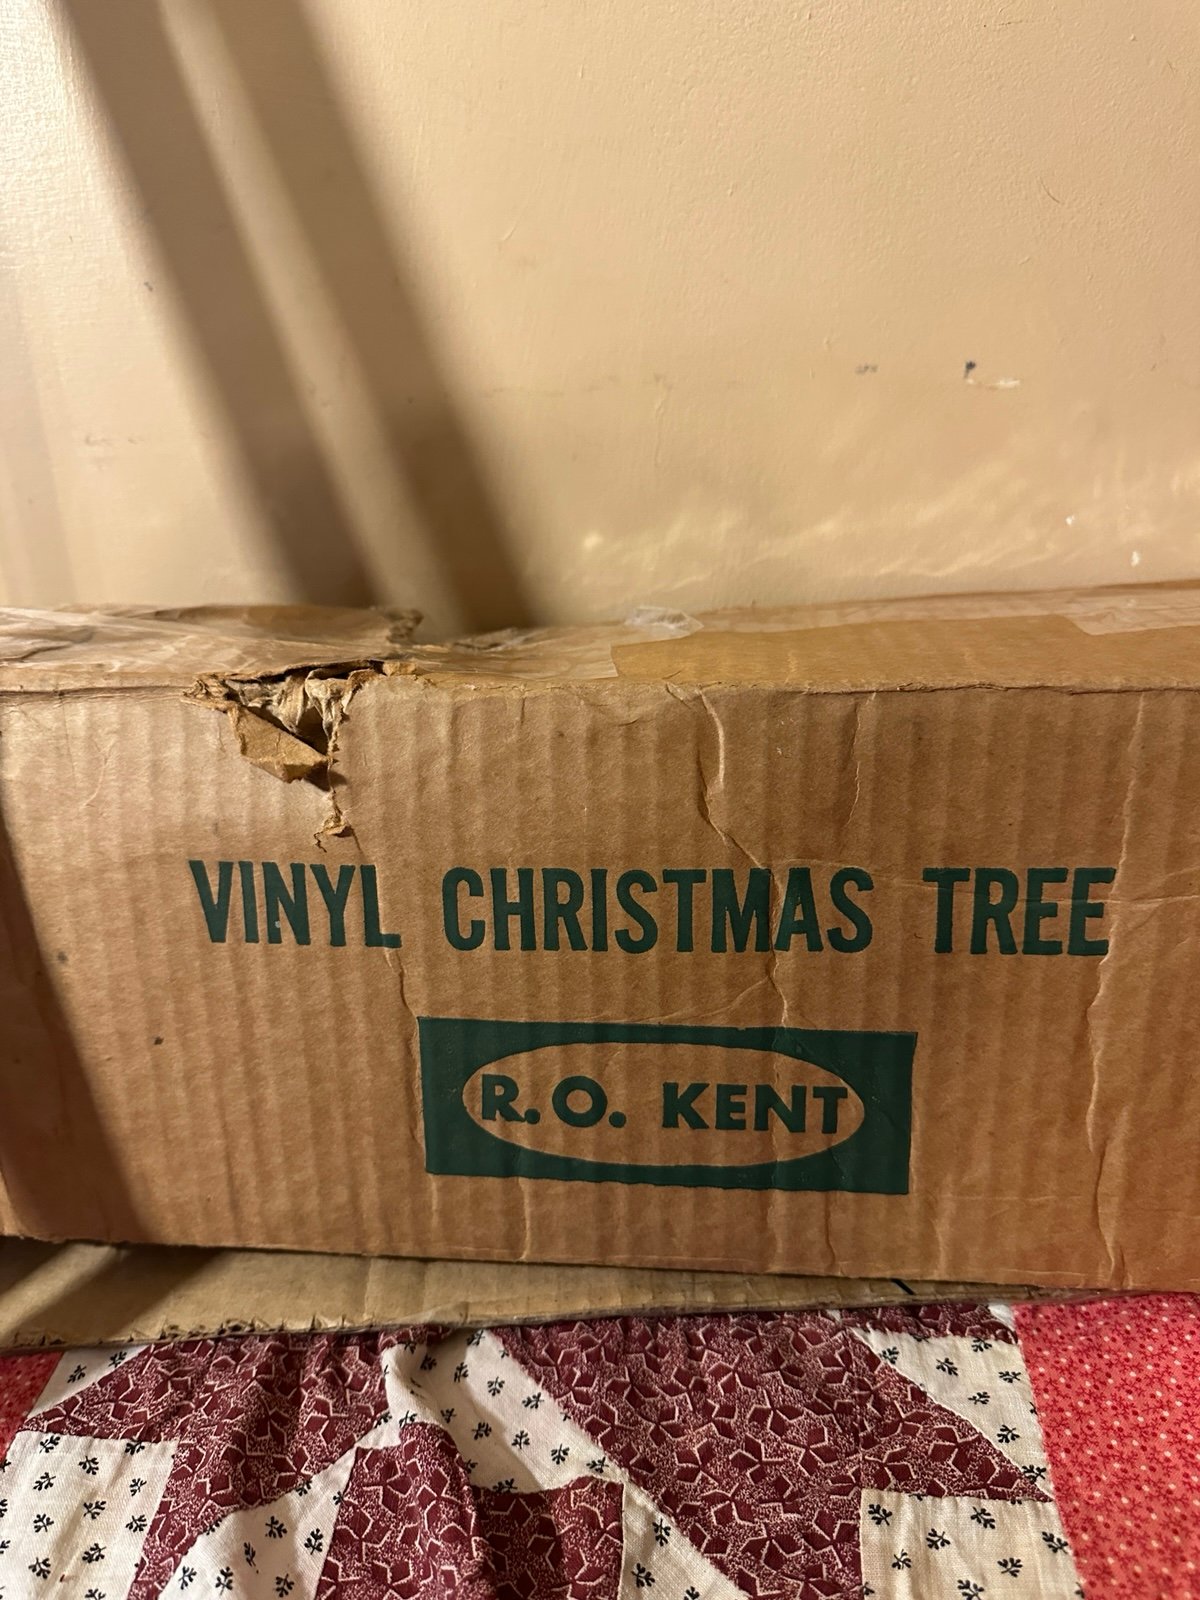 VINYL CHRISTMAS TREE
R. O. KENT